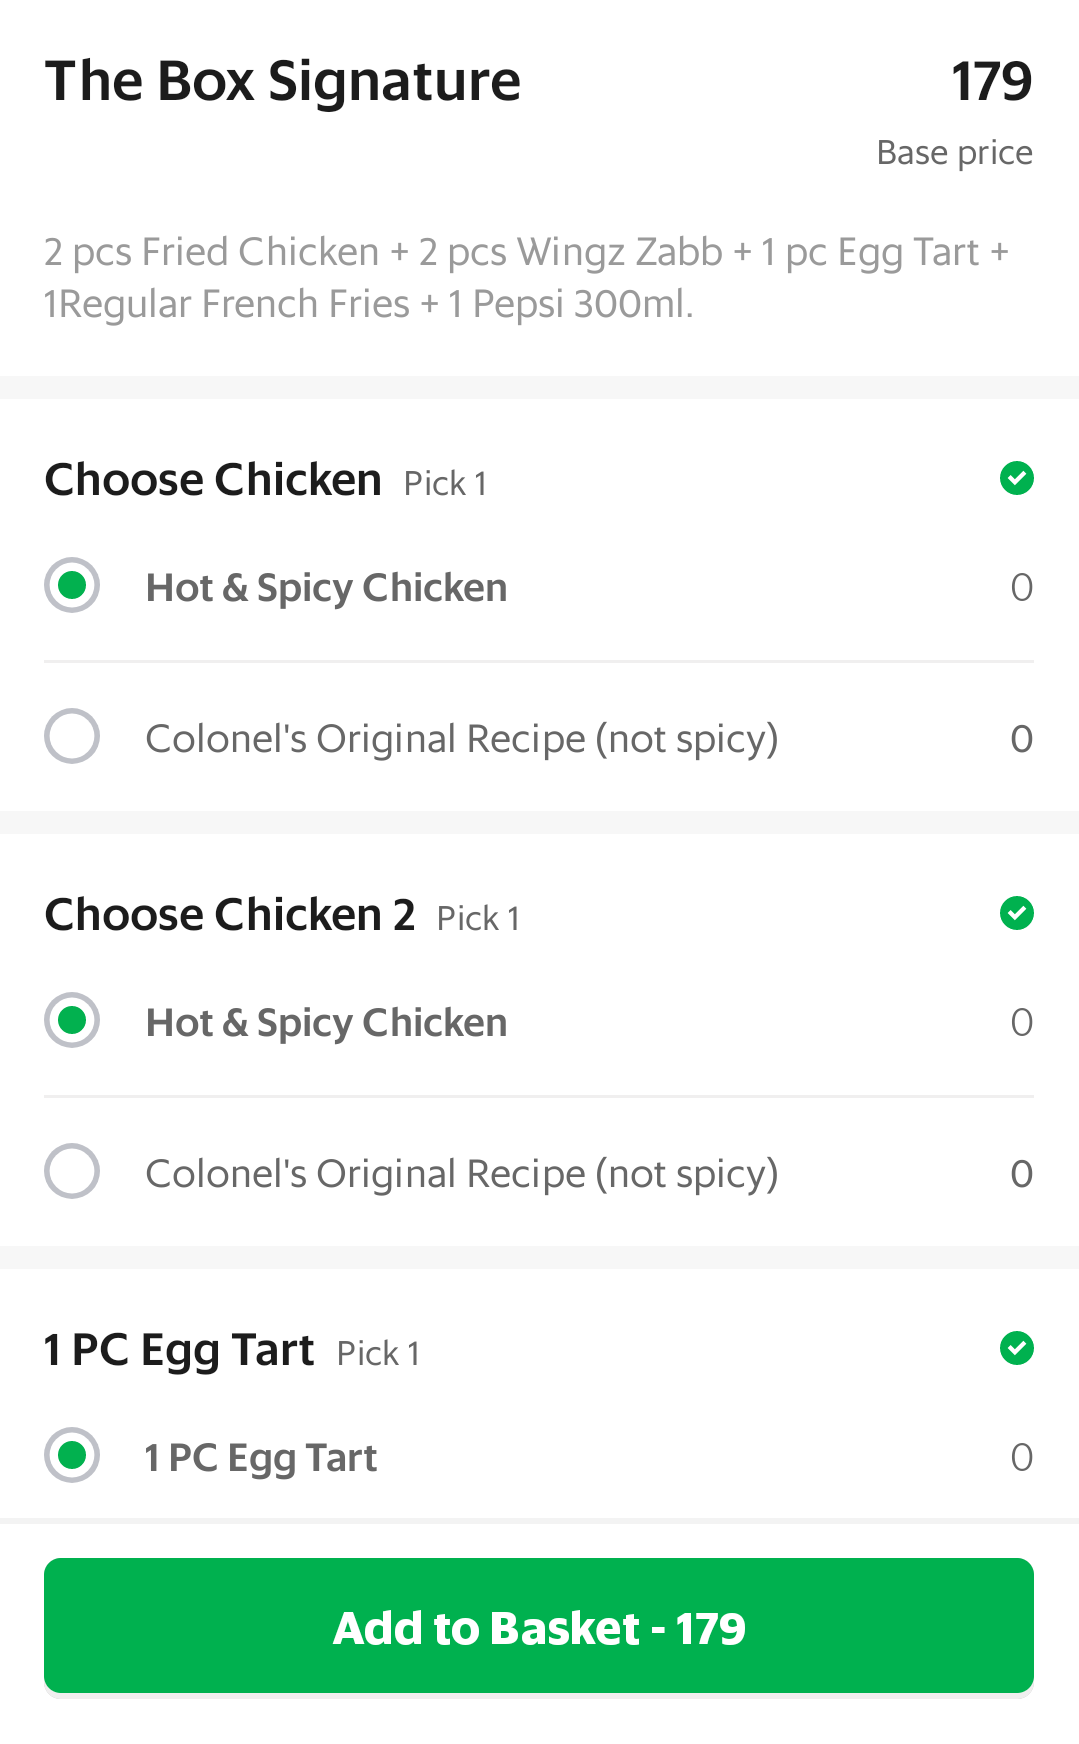 The Box Signature 179
Base price
2 pcs Fried Chicken + 2 pcs Wingz Zabb + 1 pc Egg Tart +
1Regular French Fries + 1 Pepsi 300ml.
Choose Chicken Pick 1
Hot & Spicy Chicken 0
Colonel's Original Recipe (not spicy) 0
Choose Chicken 2 Pick 1
Hot & Spicy Chicken 0
Colonel's Original Recipe (not spicy) 0
1 PC Egg Tart Pick 1
1 PC Egg Tart 0
Add to Basket - 179